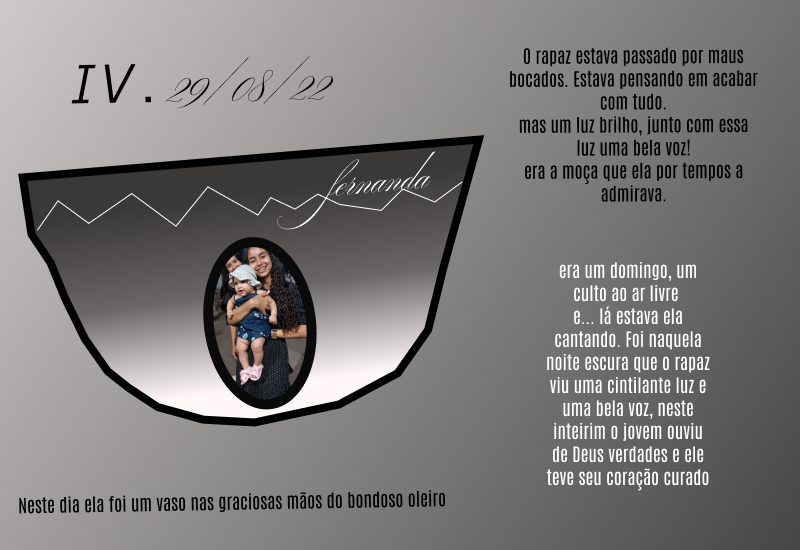 IV. 29/08/22
fernanda
Neste dia ela foi um vaso nas graciosas mãos do bondoso oleiro
O rapaz estava passado por maus
bocados. Estava pensando em acabar
com tudo.
mas um luz brilho, junto com essa
luz uma bela voz!
era a moça que ela por tempos a
admirava.
era um domingo, um
culto ao ar livre
e... lá estava ela
cantando. Foi naquela
noite escura que o rapaz
viu uma cintilante luz e
uma bela voz, neste
inteirim o jovem ouviu
de Deus verdades e ele
teve seu coração curado